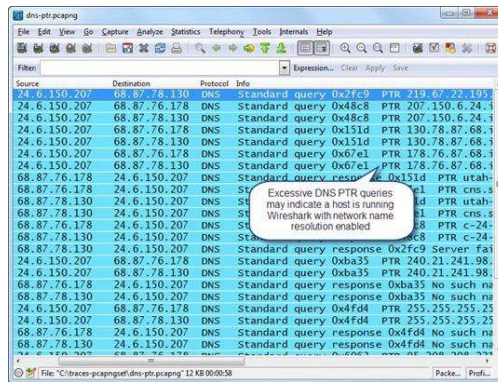 dns-ptr.pcapng
File Edit View Go Capture Analyze Statistics Telephony Tools Internals Help
Filter: Expression... Clear Apply Save
Source Destination Protocol Info
24.6.150.207 68.87.78.130 DNS Standard query 0x2fc9 PTR 219.67.22.195.
24.6.150.207 68.87.76.178 DNS Standard query 0x48c8 PTR 207.150.6.24.i
24.6.150.207 68.87.78.130 DNS Standard query 0x48c8 PTR 207.150.6.24.i
24.6.150.207 68.87.76.178 DNS Standard query 0x151d PTR 130.78.87.68.i
24.6.150.207 68.87.78.130 DNS Standard query 0x151d PTR 130.78.87.68.i
24.6.150.207 68.87.76.178 DNS Standard query 0x67e1 PTR 178.76.87.68.i
24.6.150.207 68.87.78.130 DNS Standard query 0x67e1 PTR 178.76.87.68.i
68.87.76.178 24.6.150.207 DNS Standard query response 0x151d PTR utah-
68.87.76.178 24.6.150.207 DNS PTR cns.s
68.87.78.130 24.6.150.207 DNS PTR utah-
68.87.78.130 24.6.150.207 DNS PTR cns.s
68.87.76.178 24.6.150.207 DNS PTR c-24-
68.87.78.130 24.6.150.207 DNS PTR c-24-
Excessive DNS PTR queries
may indicate a host is running
Wireshark with network name
resolution enabled
68.87.78.130 24.6.150.207 DNS Standard query response 0x2fc9 Server fai
24.6.150.207 68.87.76.178 DNS Standard query 0xba35 PTR 240.21.241.98.
24.6.150.207 68.87.78.130 DNS Standard query 0xba35 PTR 240.21.241.98.
68.87.76.178 24.6.150.207 DNS Standard query response 0xba35 No such na
68.87.78.130 24.6.150.207 DNS Standard query response 0xba35 No such na
24.6.150.207 68.87.76.178 DNS Standard query 0x4fd4 PTR 255.255.255.25
24.6.150.207 68.87.78.130 DNS Standard query 0x4fd4 PTR 255.255.255.25
68.87.76.178 24.6.150.207 DNS Standard query response 0x4fd4 No such na
68.87.78.130 24.6.150.207 DNS Standard query response 0x4fd4 No such na
File: "C:\traces-pcapngset\dns-ptr.pcapng" 12 KB 00:00:58 Packe... Profi...